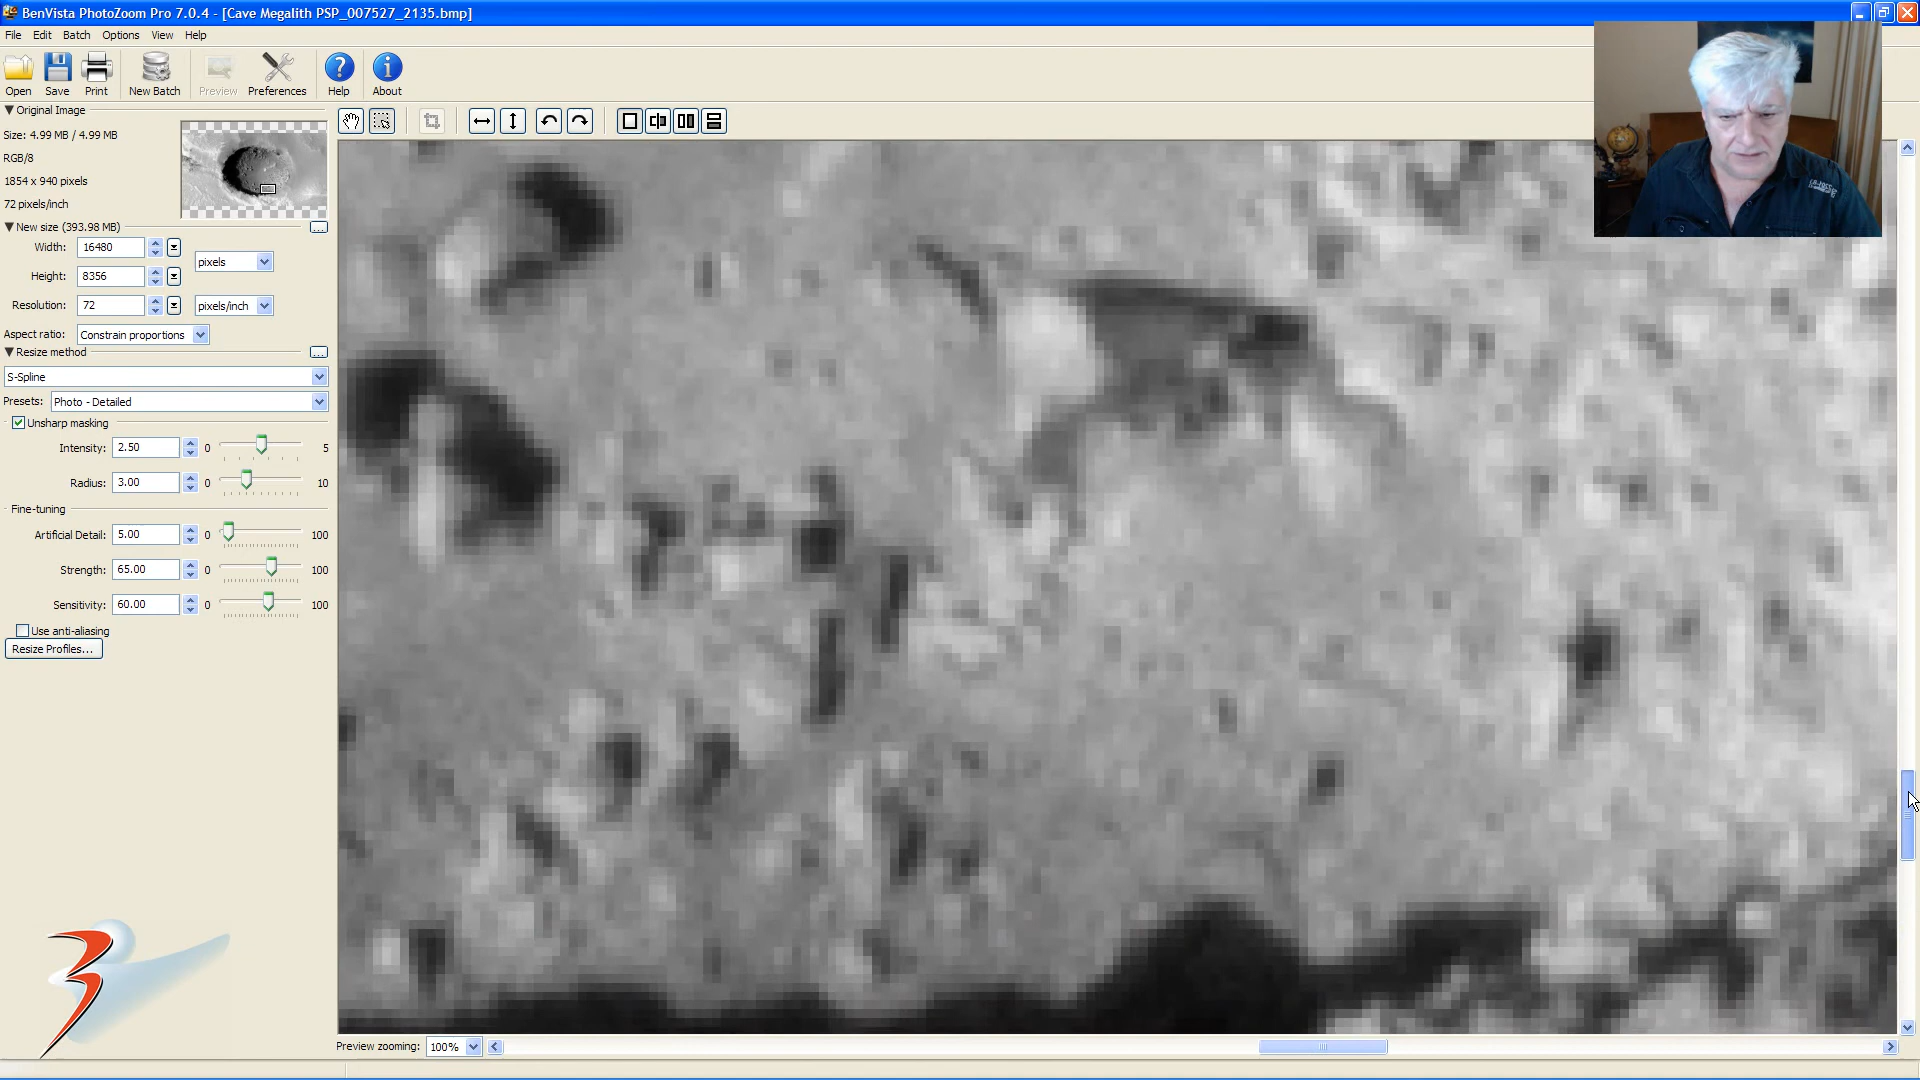 BenVista PhotoZoom Pro 7.0.4 - [Cave Megalith PSP_007527_2135.bmp]
File Edit Batch Options View Help
Open Save Print New Batch Preview Preferences Help About
Original Image
Size: 4.99 MB / 4.99 MB
RGB/8
1854 x 940 pixels
72 pixels/inch
New size (393.98 MB) ...
Width: 16480
pixels
Height: 8356
Resolution: 72 pixels/inch
Aspect ratio: Constrain proportions
Resize method ...
S-Spline
Presets: Photo - Detailed
Unsharp masking
Intensity: 2.50 0 5
Radius: 3.00 0 10
Fine-tuning
Artificial Detail: 5.00 0 100
Strength: 65.00 0 100
Sensitivity: 60.00 0 100
Use anti-aliasing
Resize Profiles...
Preview zooming: 100%